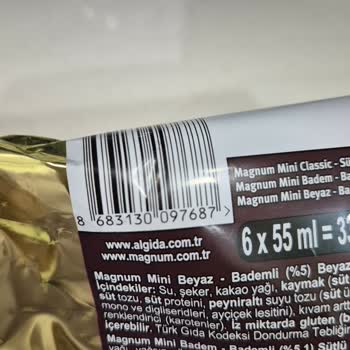 Magnum Mini Classic - Süt
Magnum Mini Badem - Ba
Magnum Mini Beyaz - Ba
8 683130 097687 >
www.algida.com.tr
www.magnum.com.tr
6 x 55 ml = 33
Magnum Mini Beyaz - Bademli (%5) Beyaz
İçindekiler: Su, şeker, kakao yağı, kaymak (süt
süt tozu, süt proteini, peyniraltı suyu tozu (süt
mono ve digliseridleri, ayçiçek lesitini), kıvam artt
renklendirici (karotenler). İz miktarda gluten (b
içerebilir. Türk Gıda Kodeksi Dondurma Tebliğin
Magnum Mini Badem - Bademli (%5.1) Sütlü